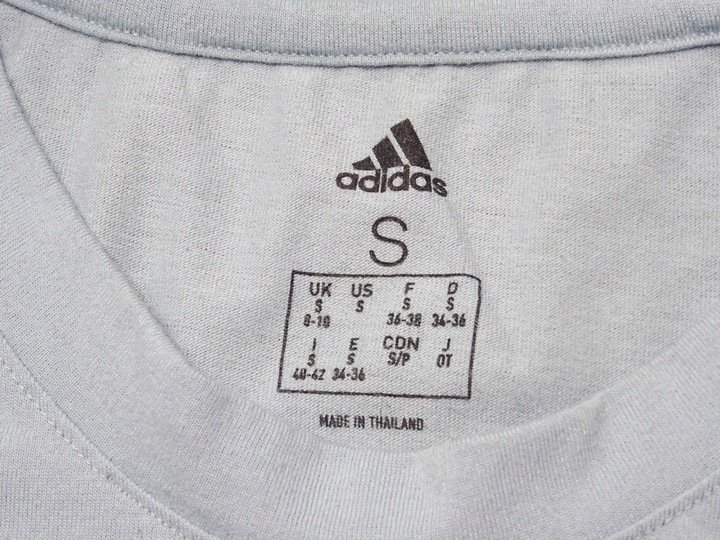 adidas
S
UK US F D
S S S S
8-10 36-38 34-36
I E CDN J
S S S/P OT
40-42 34-36
MADE IN THAILAND